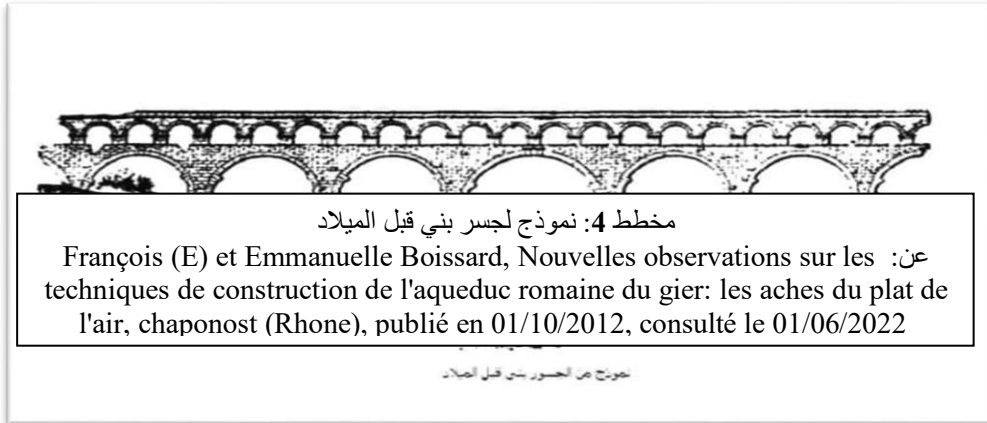 مخطط 4: نموذج لجسر بني قبل الميلاد
عن: François (E) et Emmanuelle Boissard, Nouvelles observations sur les
techniques de construction de l'aqueduc romaine du gier: les aches du plat de
l'air, chaponost (Rhone), publié en 01/10/2012, consulté le 01/06/2022
نموذج من الجسور بني قبل الميلاد